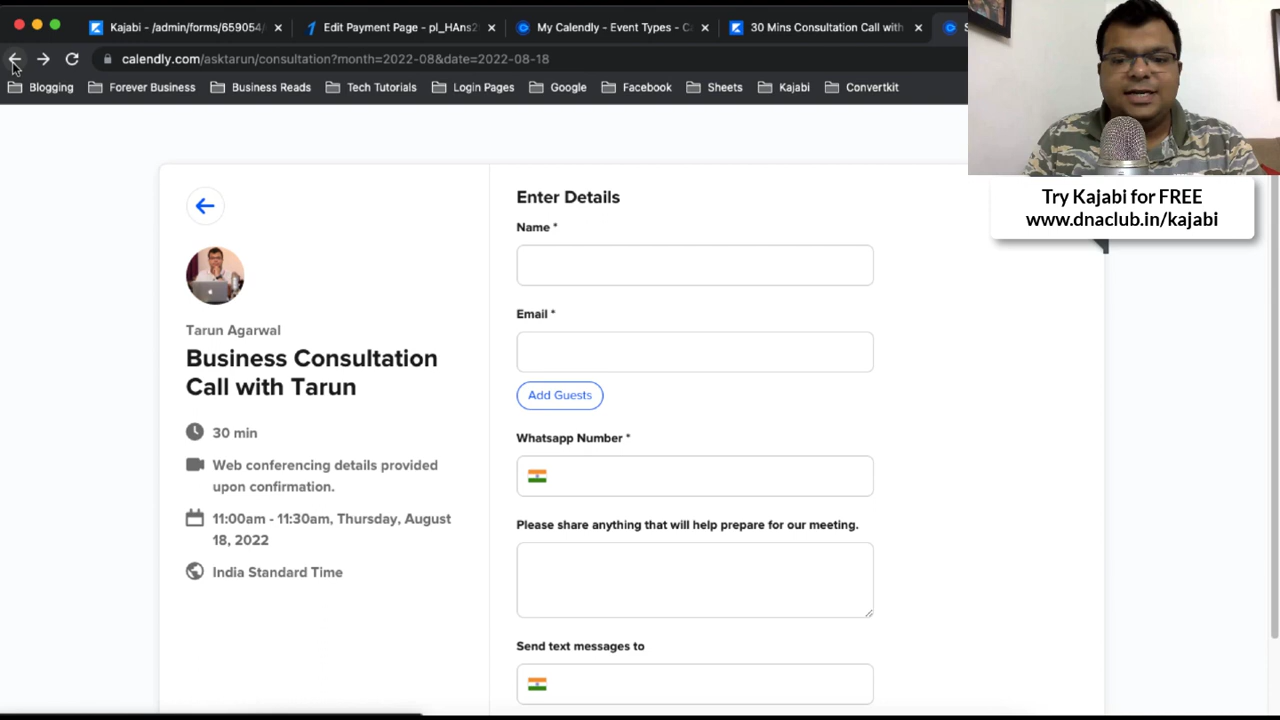 Kajabi - /admin/forms/659054/
Edit Payment Page - pl_HAns2
My Calendly - Event Types - C
30 Mins Consultation Call with
calendly.com/asktarun/consultation?month=2022-08&date=2022-08-18
Blogging
Forever Business
Business Reads
Tech Tutorials
Login Pages
Google
Facebook
Sheets
Kajabi
Convertkit
Try Kajabi for FREE
www.dnaclub.in/kajabi
Tarun Agarwal
Business Consultation
Call with Tarun
30 min
Web conferencing details provided
upon confirmation.
11:00am - 11:30am, Thursday, August
18, 2022
India Standard Time
Enter Details
Name *
Email *
Add Guests
Whatsapp Number *
Please share anything that will help prepare for our meeting.
Send text messages to